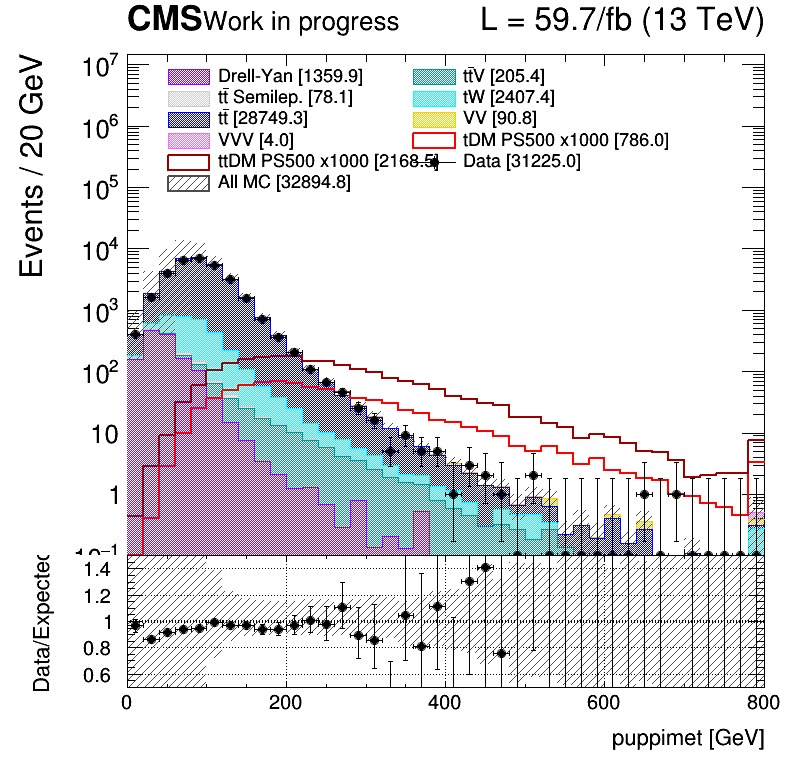 CMS Work in progress L = 59.7/fb (13 TeV)
Events / 20 GeV
10⁷
10⁶
10⁵
10⁴
10³
10²
10
1
10⁻¹
Drell-Yan [1359.9] tt̄V [205.4]
tt̄ Semilep. [78.1] tW [2407.4]
tt̄ [28749.3] VV [90.8]
VVV [4.0] tDM PS500 x1000 [786.0]
ttDM PS500 x1000 [2168.5] Data [31225.0]
All MC [32894.8]
Data/Expected
1.4
1.2
1
0.8
0.6
0 200 400 600 800
puppimet [GeV]